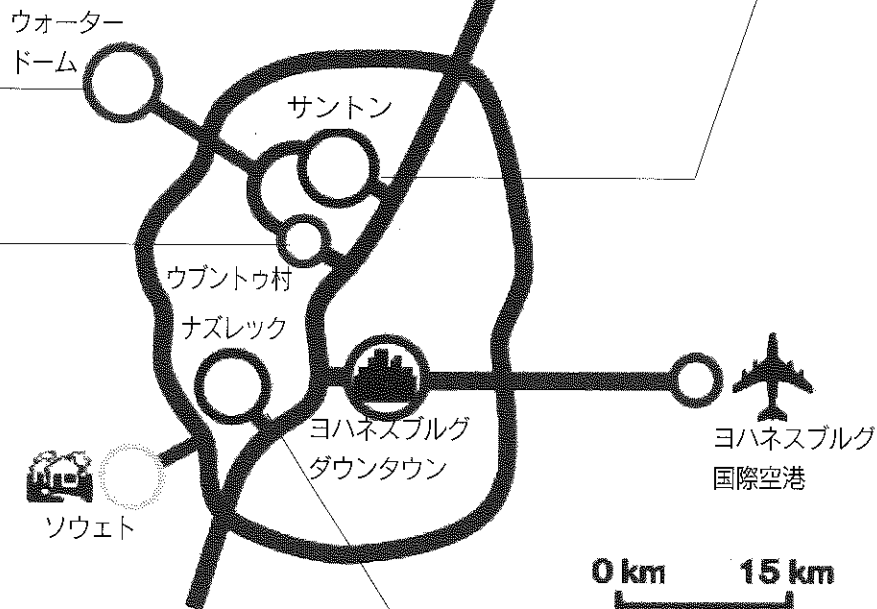 ウォーター
ドーム
サントン
ウブントゥ村
ナズレック
ヨハネスブルグ
ダウンタウン
ヨハネスブルグ
国際空港
ソウェト
0 km 15 km